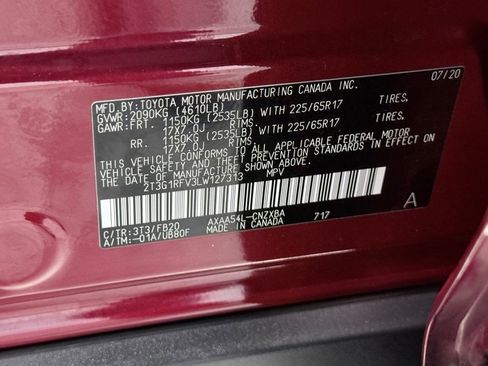 MFD.BY:TOYOTA MOTOR MANUFACTURING CANADA INC. 07/20
GVWR: 2090KG (4610LB)
GAWR: FRT. 1150KG (2535LB) WITH 225/65R17 TIRES,
17X7.0J RIMS
RR. 1150KG (2535LB) WITH 225/65R17 TIRES,
17X7.0J RIMS
THIS VEHICLE CONFORMS TO ALL APPLICABLE FEDERAL MOTOR
VEHICLE SAFETY, AND THEFT PREVENTION STANDARDS IN EFFECT ON
THE DATE OF MANUFACTURE SHOWN ABOVE.
2T3G1RFV3LW127313 MPV
AXAA54L-CNZXBA A
C/TR:3T3/FB20 MADE IN CANADA 717
A/TM:-01A/UB80F